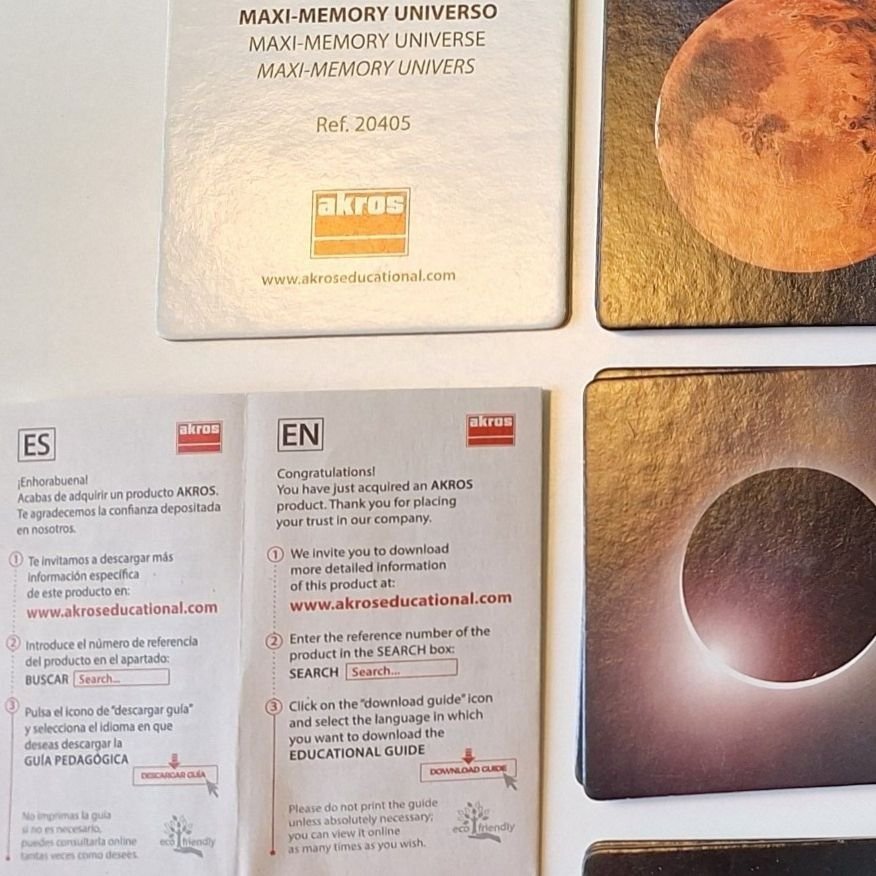 MAXI-MEMORY UNIVERSO
MAXI-MEMORY UNIVERSE
MAXI-MEMORY UNIVERS
Ref. 20405
akros
www.akroseducational.com
ES
akros
¡Enhorabuena!
Acabas de adquirir un producto AKROS.
Te agradecemos la confianza depositada
en nosotros.
1 Te invitamos a descargar más
información específica
de este producto en:
www.akroseducational.com
2 Introduce el número de referencia
del producto en el apartado:
BUSCAR Search...
3 Pulsa el icono de "descargar guía"
y selecciona el idioma en que
deseas descargar la
GUÍA PEDAGÓGICA
DESCARGAR GUÍA
No imprimas la guía
si no es necesario,
puedes consultarla online
tantas veces como desees.
eco friendly
EN
akros
Congratulations!
You have just acquired an AKROS
product. Thank you for placing
your trust in our company.
1 We invite you to download
more detailed information
of this product at:
www.akroseducational.com
2 Enter the reference number of the
product in the SEARCH box:
SEARCH Search...
3 Click on the "download guide" icon
and select the language in which
you want to download the
EDUCATIONAL GUIDE
DOWNLOAD GUIDE
Please do not print the guide
unless absolutely necessary;
you can view it online
as many times as you wish.
eco friendly